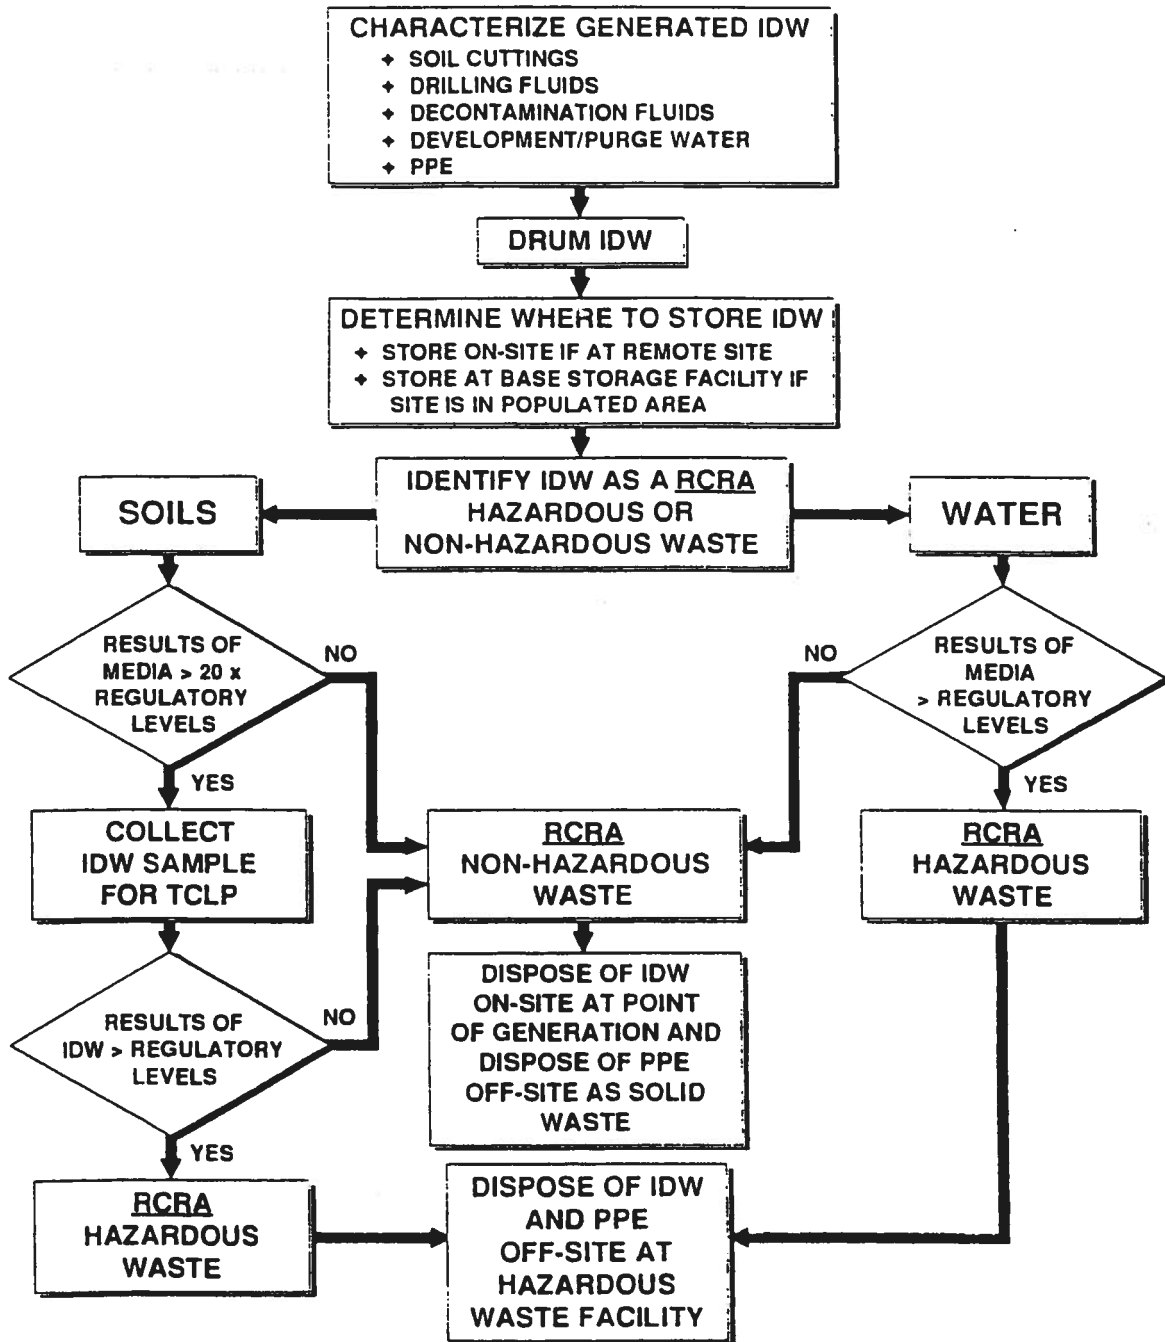 CHARACTERIZE GENERATED IDW
✦ SOIL CUTTINGS
✦ DRILLING FLUIDS
✦ DECONTAMINATION FLUIDS
✦ DEVELOPMENT/PURGE WATER
✦ PPE
DRUM IDW
DETERMINE WHERE TO STORE IDW
✦ STORE ON-SITE IF AT REMOTE SITE
✦ STORE AT BASE STORAGE FACILITY IF
SITE IS IN POPULATED AREA
IDENTIFY IDW AS A RCRA
HAZARDOUS OR
NON-HAZARDOUS WASTE
SOILS
WATER
RESULTS OF
MEDIA > 20 x
REGULATORY
LEVELS
NO
YES
RESULTS OF
MEDIA
> REGULATORY
LEVELS
NO
YES
COLLECT
IDW SAMPLE
FOR TCLP
RCRA
NON-HAZARDOUS
WASTE
RCRA
HAZARDOUS
WASTE
RESULTS OF
IDW > REGULATORY
LEVELS
NO
YES
DISPOSE OF IDW
ON-SITE AT POINT
OF GENERATION AND
DISPOSE OF PPE
OFF-SITE AS SOLID
WASTE
RCRA
HAZARDOUS
WASTE
DISPOSE OF IDW
AND PPE
OFF-SITE AT
HAZARDOUS
WASTE FACILITY